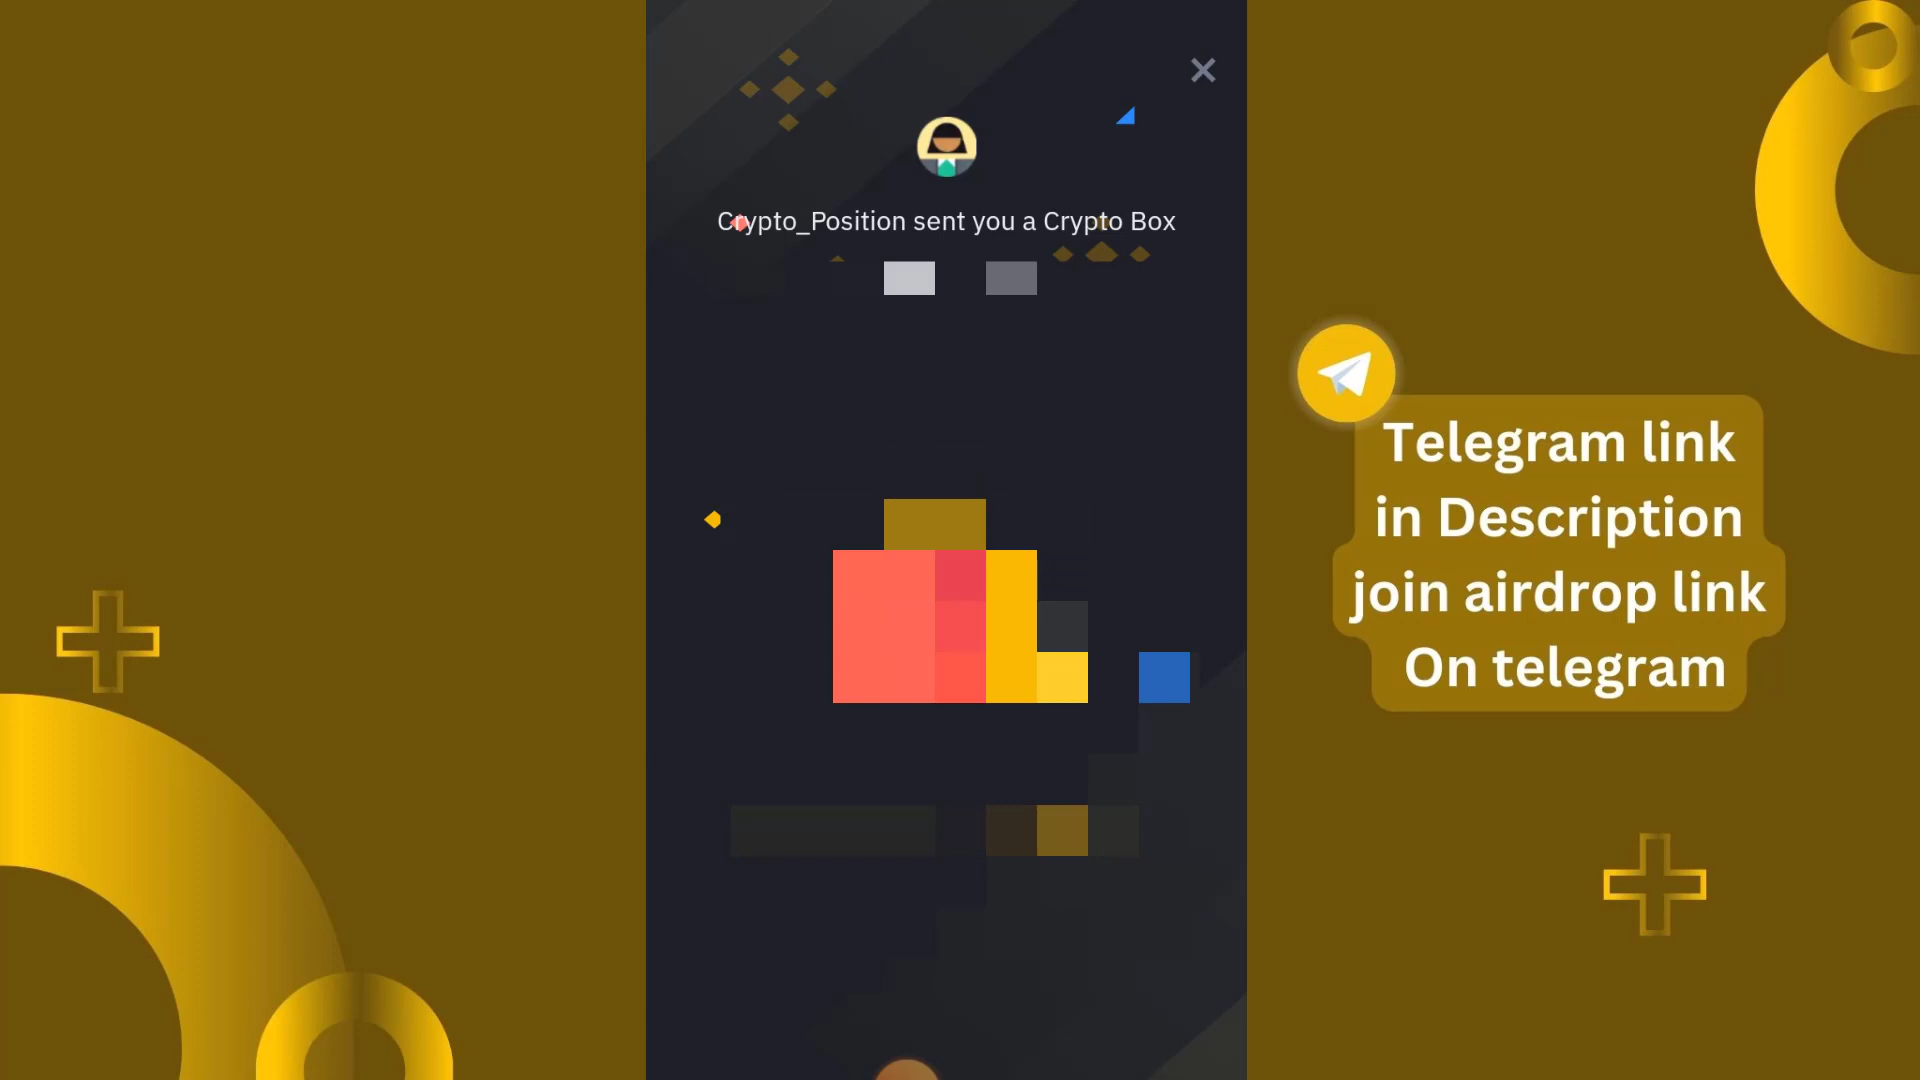 Crypto_Position sent you a Crypto Box
Telegram link
in Description
join airdrop link
On telegram